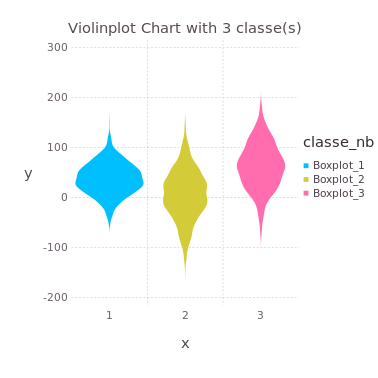 Violinplot Chart with 3 classe(s)
300
200
100
0
-100
-200
y
1 2 3
x
classe_nb
Boxplot_1
Boxplot_2
Boxplot_3